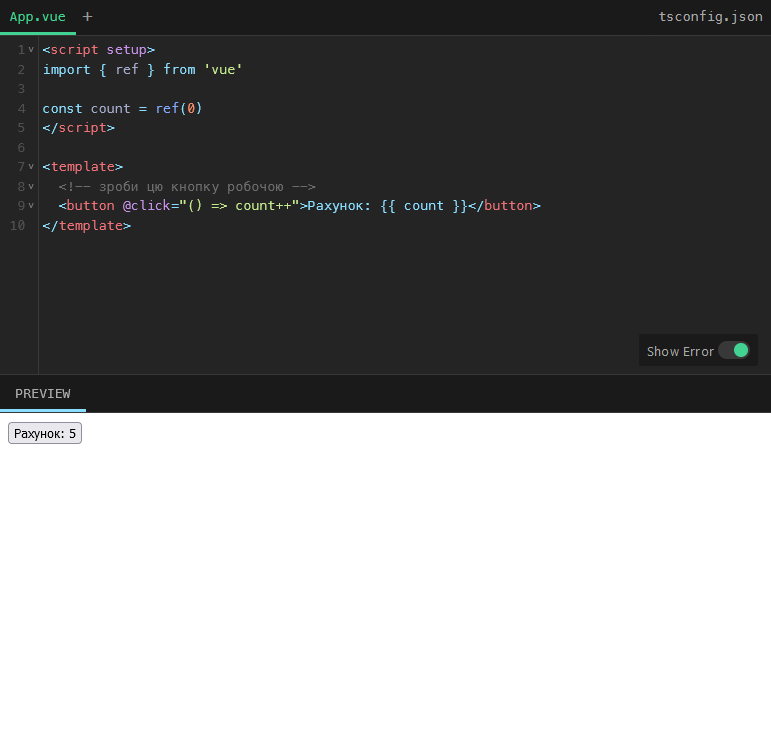 App.vue + tsconfig.json
1 <script setup>
2 import { ref } from 'vue'
3
4 const count = ref(0)
5 </script>
6
7 <template>
8   <!-- зроби цю кнопку робочою -->
9   <button @click="() => count++">Рахунок: {{ count }}</button>
10 </template>
Show Error
PREVIEW
Рахунок: 5